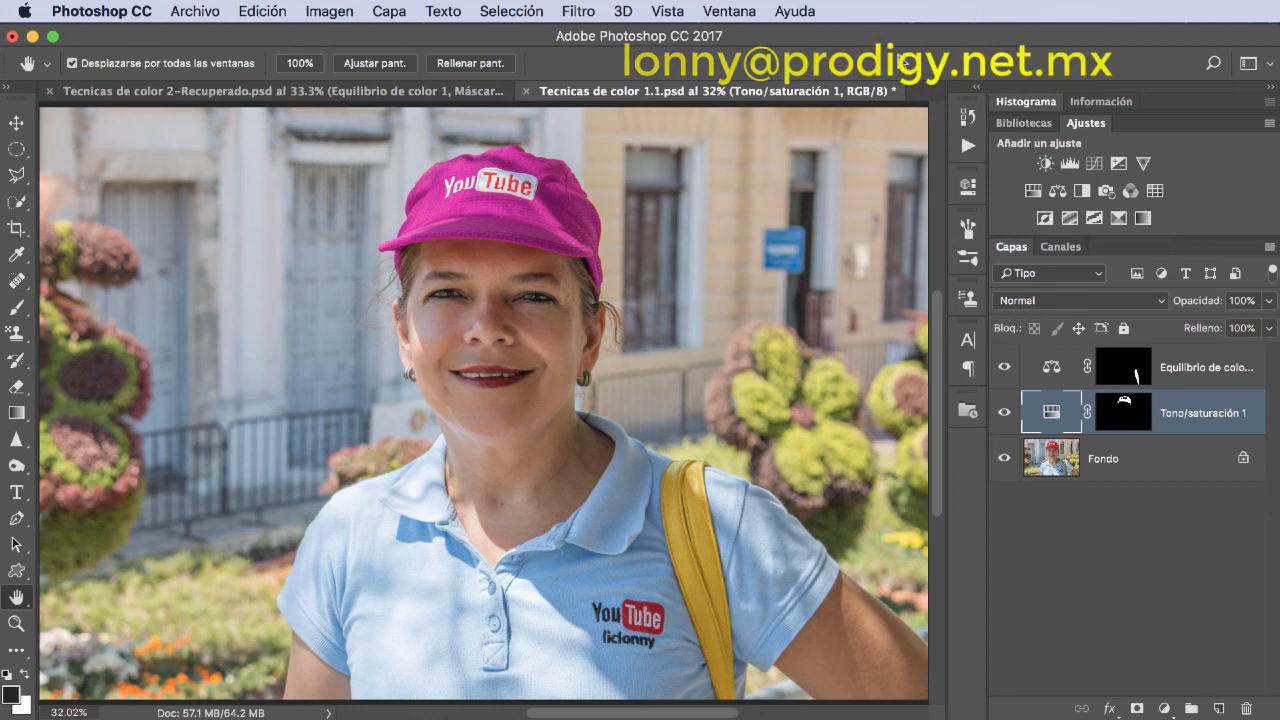 Photoshop CC Archivo Edición Imagen Capa Texto Selección Filtro 3D Vista Ventana Ayuda
Adobe Photoshop CC 2017
lonny@prodigy.net.mx
Desplazarse por todas las ventanas 100% Ajustar pant. Rellenar pant.
Tecnicas de color 2-Recuperado.psd al 33.3% (Equilibrio de color 1, Máscar... Tecnicas de color 1.1.psd al 32% (Tono/saturación 1, RGB/8) *
Histograma Información
Bibliotecas Ajustes
Añadir un ajuste
Capas Canales
Tipo
Normal Opacidad: 100%
Bloq.: Relleno: 100%
Equilibrio de colo...
Tono/saturación 1
Fondo
YouTube
YouTube
liclonny
32.02% Doc: 57.1 MB/64.2 MB